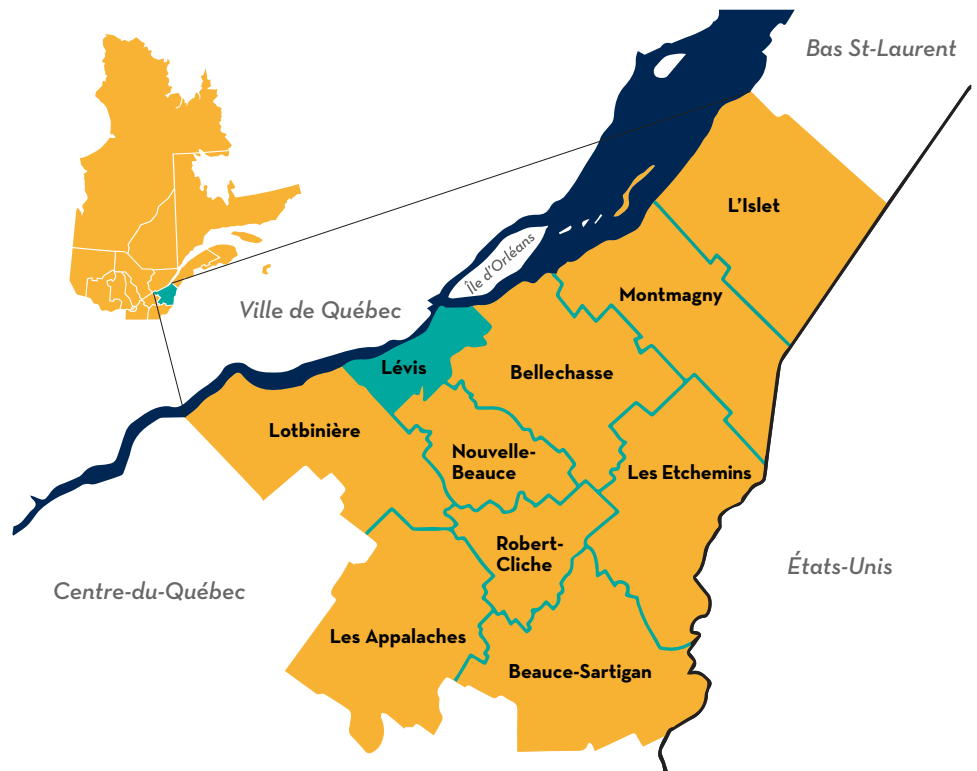 Bas St-Laurent
L'Islet
Île d'Orléans
Montmagny
Ville de Québec
Lévis
Bellechasse
Lotbinière
Nouvelle-
Beauce
Les Etchemins
Robert-
Cliche
États-Unis
Centre-du-Québec
Les Appalaches
Beauce-Sartigan